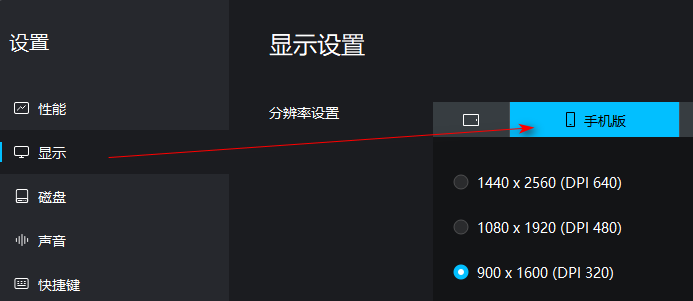 设置
性能
显示
磁盘
声音
快捷键
显示设置
分辨率设置
手机版
1440 x 2560 (DPI 640)
1080 x 1920 (DPI 480)
900 x 1600 (DPI 320)